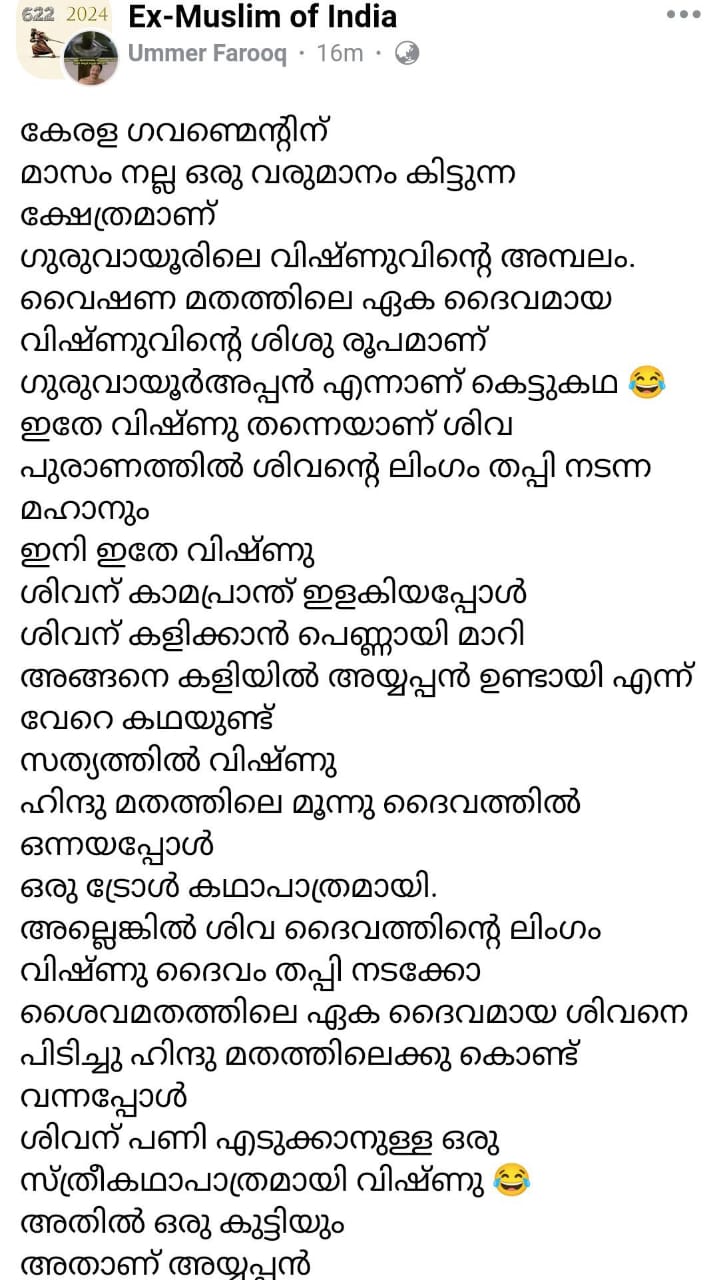 622 2024
Ex-Muslim of India
Ummer Farooq · 16m ·
കേരള ഗവണ്മെന്റിന്
മാസം നല്ല ഒരു വരുമാനം കിട്ടുന്ന
ക്ഷേത്രമാണ്
ഗുരുവായൂരിലെ വിഷ്ണുവിന്റെ അമ്പലം.
വൈഷണ മതത്തിലെ ഏക ദൈവമായ
വിഷ്ണുവിന്റെ ശിശു രൂപമാണ്
ഗുരുവായൂർഅപ്പൻ എന്നാണ് കെട്ടുകഥ 😂
ഇതേ വിഷ്ണു തന്നെയാണ് ശിവ
പുരാണത്തിൽ ശിവന്റെ ലിംഗം തപ്പി നടന്ന
മഹാനും
ഇനി ഇതേ വിഷ്ണു
ശിവന് കാമപ്രാന്ത് ഇളകിയപ്പോൾ
ശിവന് കളിക്കാൻ പെണ്ണായി മാറി
അങ്ങനെ കളിയിൽ അയ്യപ്പൻ ഉണ്ടായി എന്ന്
വേറെ കഥയുണ്ട്
സത്യത്തിൽ വിഷ്ണു
ഹിന്ദു മതത്തിലെ മൂന്നു ദൈവത്തിൽ
ഒന്നയപ്പോൾ
ഒരു ട്രോൾ കഥാപാത്രമായി.
അല്ലെങ്കിൽ ശിവ ദൈവത്തിന്റെ ലിംഗം
വിഷ്ണു ദൈവം തപ്പി നടക്കോ
ശൈവമതത്തിലെ ഏക ദൈവമായ ശിവനെ
പിടിച്ചു ഹിന്ദു മതത്തിലെക്കു കൊണ്ട്
വന്നപ്പോൾ
ശിവന് പണി എടുക്കാനുള്ള ഒരു
സ്ത്രീകഥാപാത്രമായി വിഷ്ണു 😂
അതിൽ ഒരു കുട്ടിയും
അതാണ് അയ്യപ്പൻ